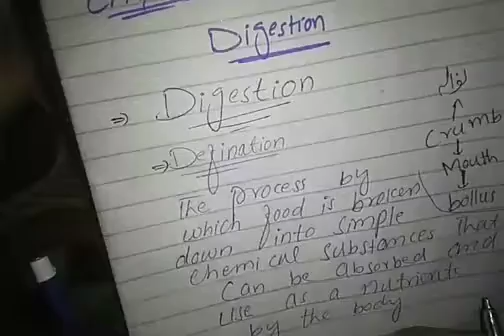 Digestion
⇒ Digestion
⇒ Defination
The process by
which food is broken
down into simple
chemical substances that
can be absorbed and
use as a nutrients
by the body
Crumb
↓
Mouth
↓
bollus